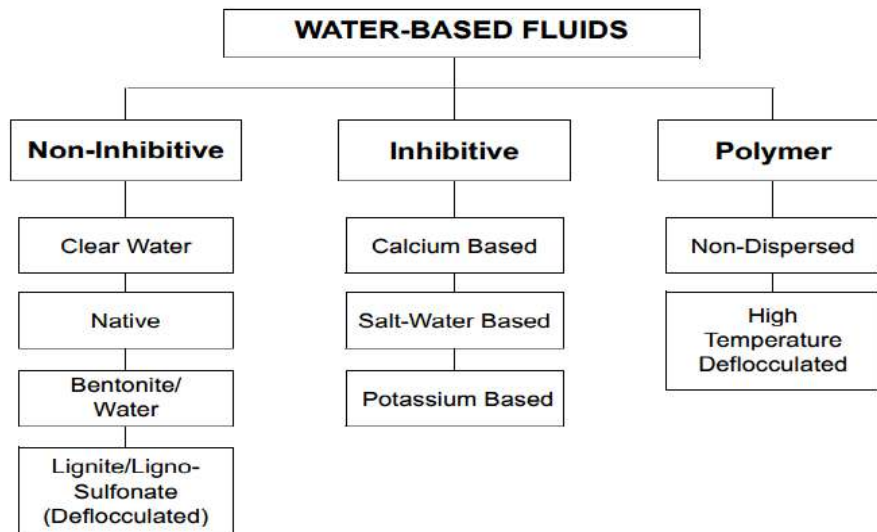 WATER-BASED FLUIDS
Non-Inhibitive
Clear Water
Native
Bentonite/
Water
Lignite/Ligno-
Sulfonate
(Deflocculated)
Inhibitive
Calcium Based
Salt-Water Based
Potassium Based
Polymer
Non-Dispersed
High
Temperature
Deflocculated